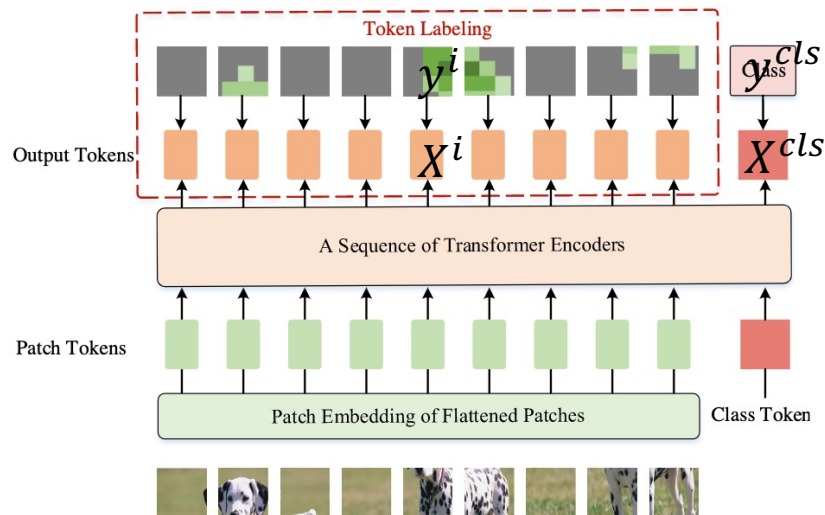 Token Labeling
y^i
Class
y^cls
Output Tokens
X^i
X^cls
A Sequence of Transformer Encoders
Patch Tokens
Patch Embedding of Flattened Patches
Class Token